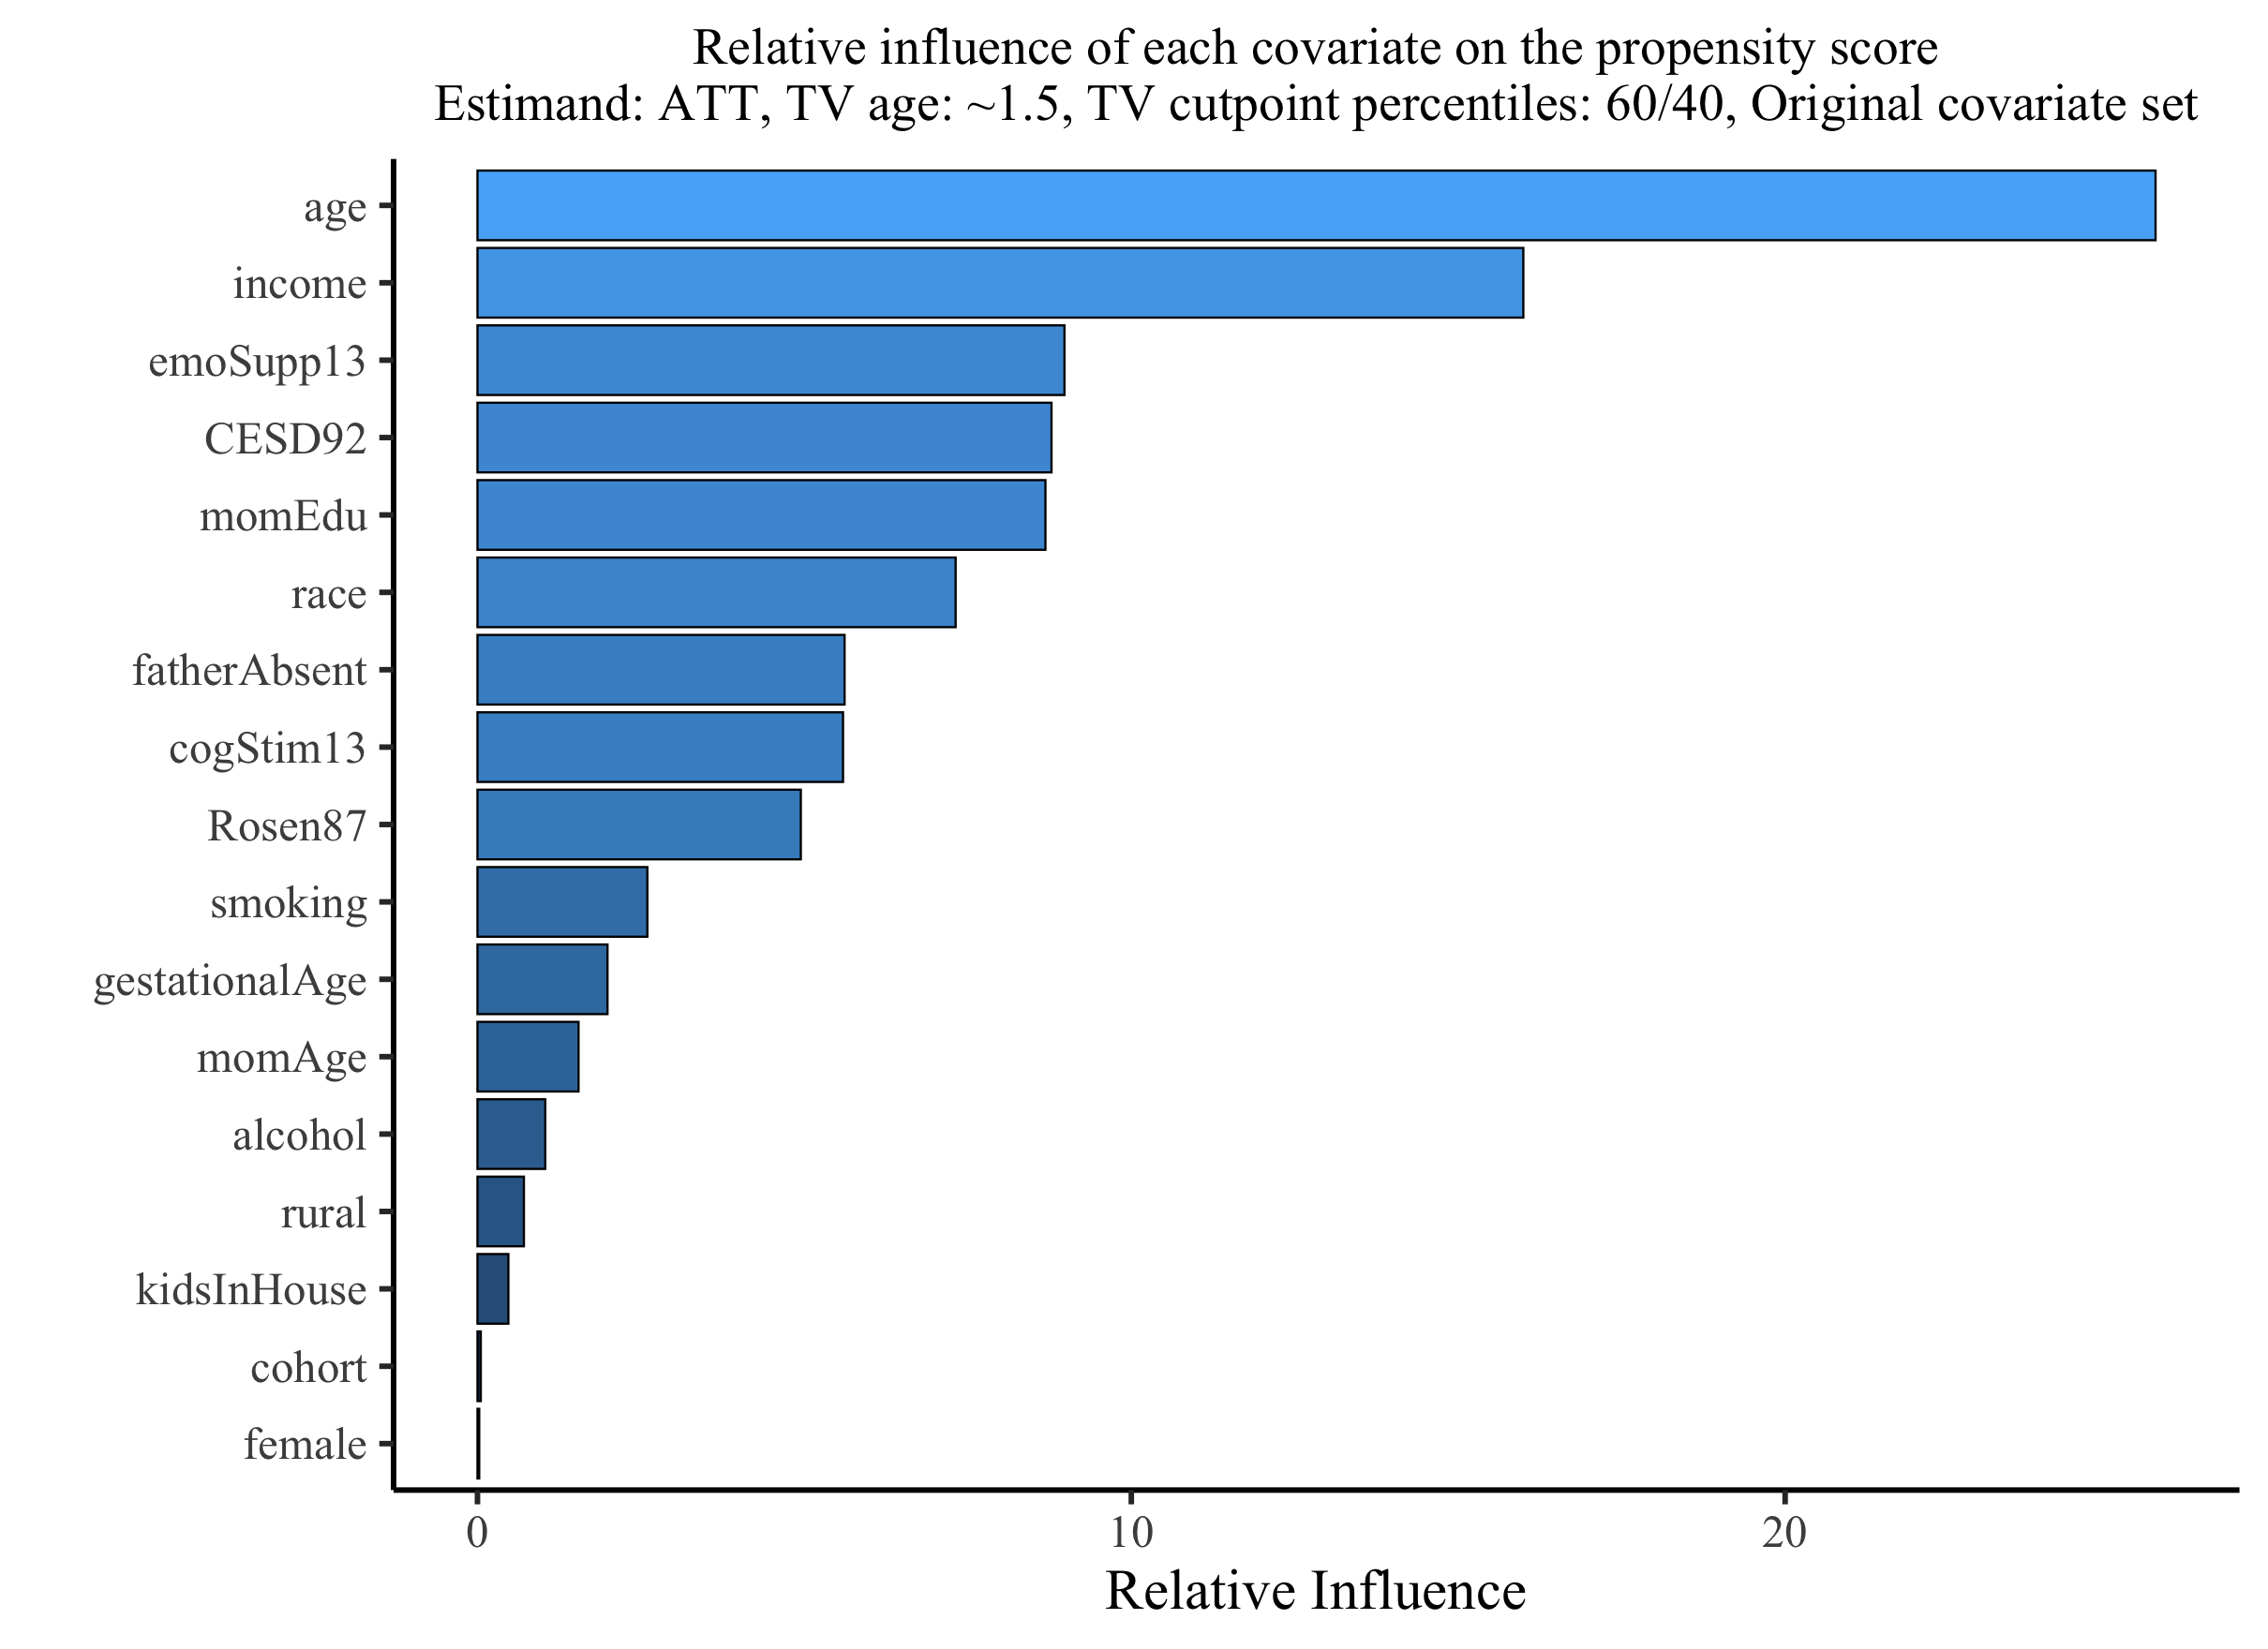 Relative influence of each covariate on the propensity score
Estimand: ATT, TV age: ~1.5, TV cutpoint percentiles: 60/40, Original covariate set
age
income
emoSupp13
CESD92
momEdu
race
fatherAbsent
cogStim13
Rosen87
smoking
gestationalAge
momAge
alcohol
rural
kidsInHouse
cohort
female
0 10 20
Relative Influence